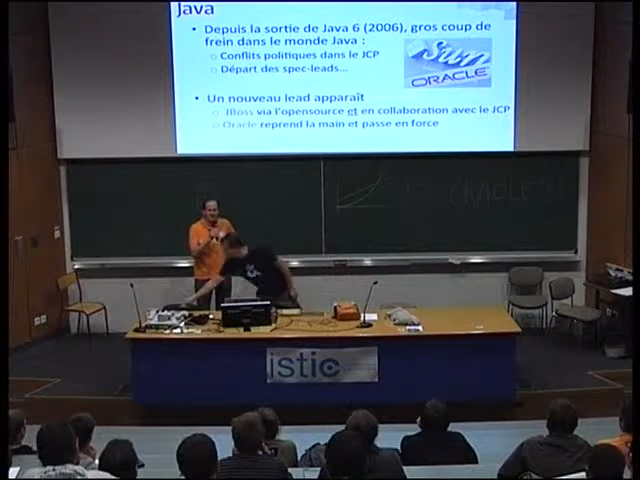 Java
• Depuis la sortie de Java 6 (2006), gros coup de
frein dans le monde Java :
○ Conflits politiques dans le JCP
○ Départ des spec-leads...
Sun
ORACLE
• Un nouveau lead apparaît
○ JBoss via l'opensource et en collaboration avec le JCP
○ Oracle reprend la main et passe en force
ORACLE
istic